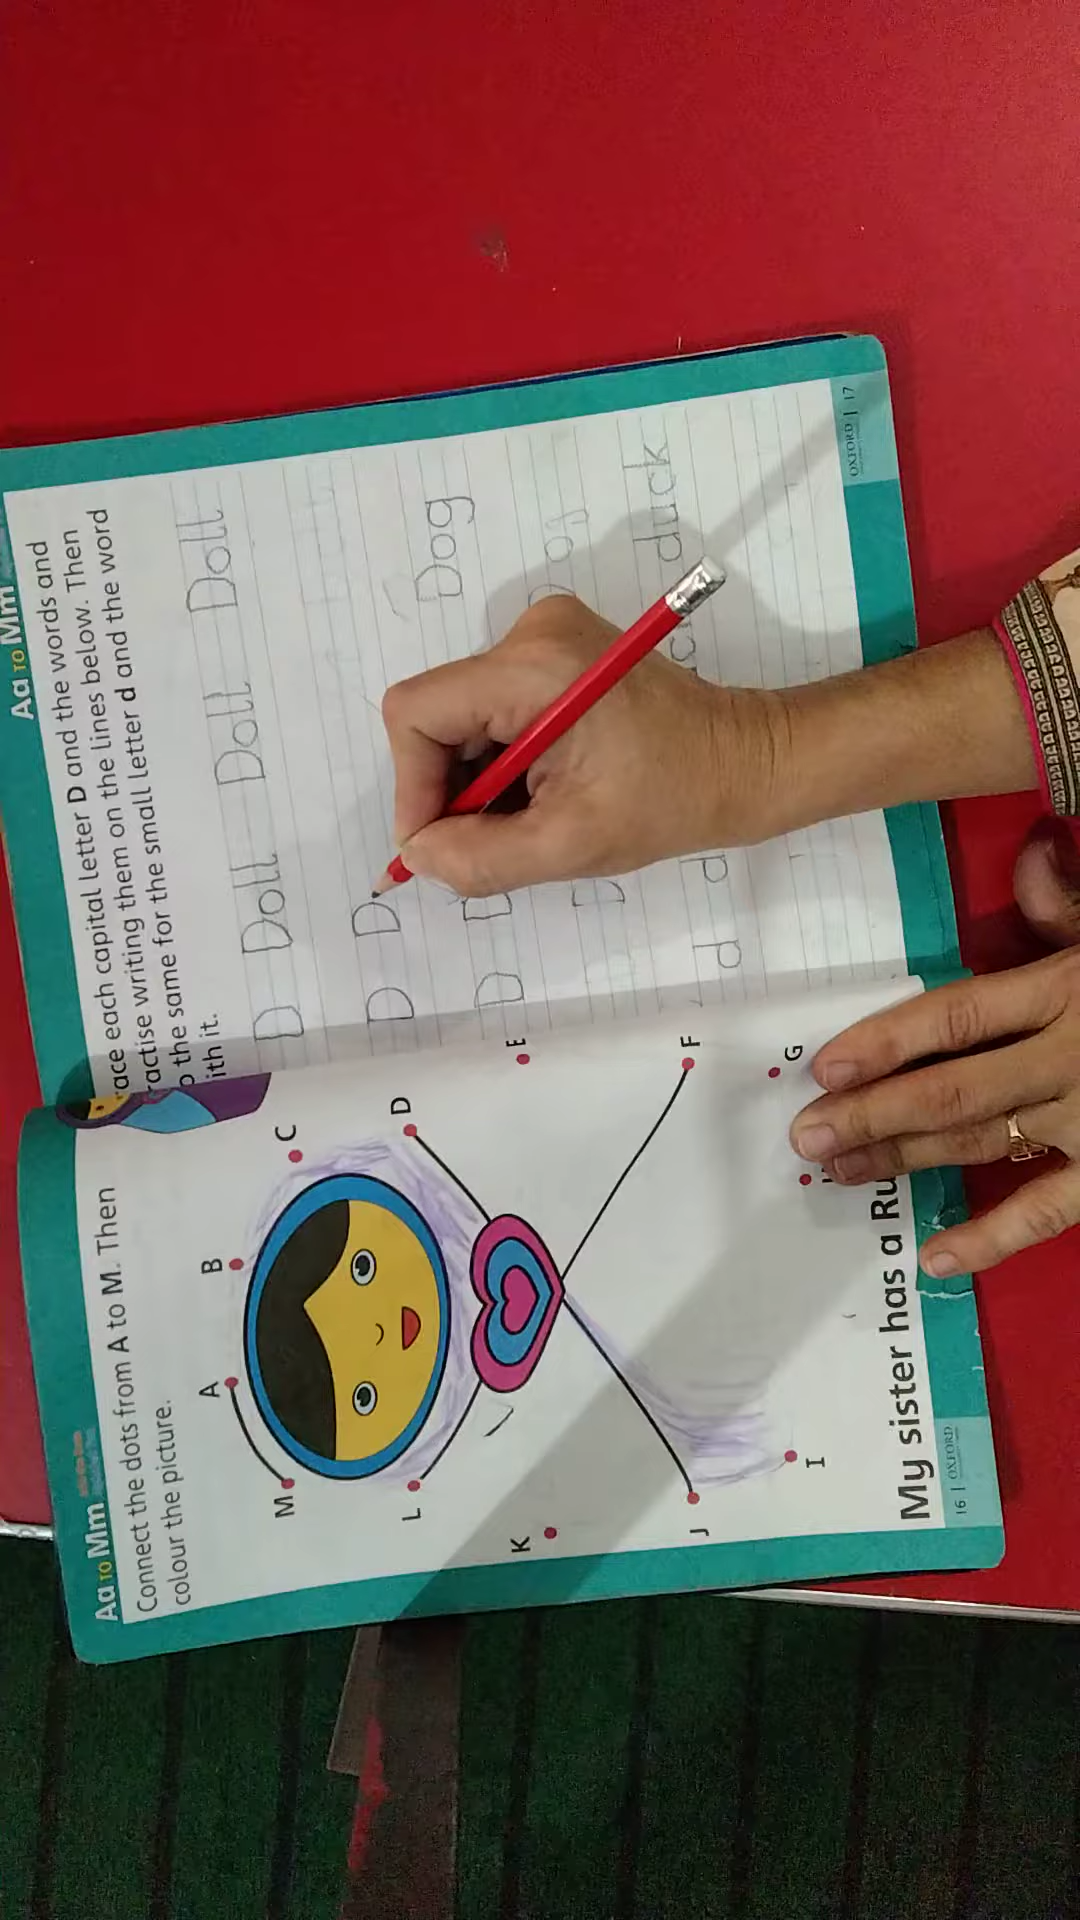 Aa TO Mm
Connect the dots from A to M. Then
colour the picture.
A
B
C
M
D
L
E
K
F
J
G
I
My sister has a Ru
16 | OXFORD
Aa TO Mm
race each capital letter D and the words and
ractise writing them on the lines below. Then
o the same for the small letter d and the word
ith it.
D Doll Doll Doll
D D
D D Dog
D Dog
d d duck
OXFORD | 17